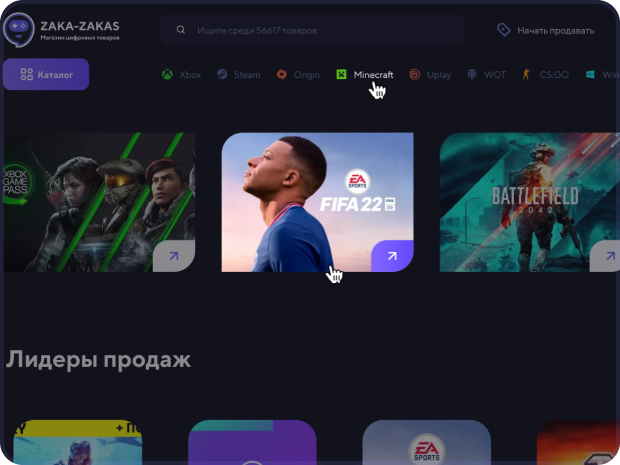 ZAKA-ZAKAS
Магазин цифровых товаров
Ищите среди 56617 товаров
Начать продавать
Каталог
Xbox
Steam
Origin
Minecraft
Uplay
WOT
CS:GO
Win
XBOX
GAME
PASS
EA
SPORTS
FIFA 22
BATTLEFIELD
2042
Лидеры продаж
EA
SPORTS